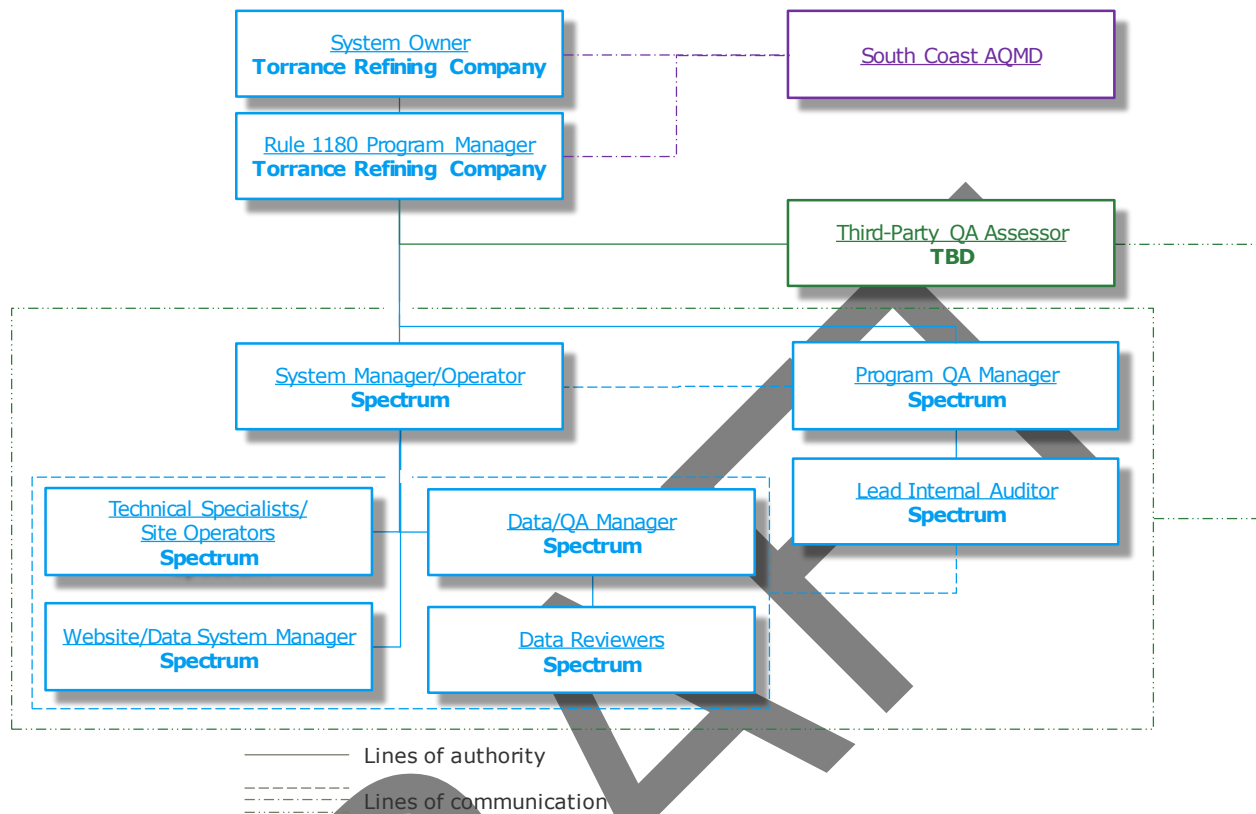 System Owner
Torrance Refining Company
South Coast AQMD
Rule 1180 Program Manager
Torrance Refining Company
Third-Party QA Assessor
TBD
System Manager/Operator
Spectrum
Program QA Manager
Spectrum
Technical Specialists/
Site Operators
Spectrum
Data/QA Manager
Spectrum
Lead Internal Auditor
Spectrum
Website/Data System Manager
Spectrum
Data Reviewers
Spectrum
Lines of authority
Lines of communication